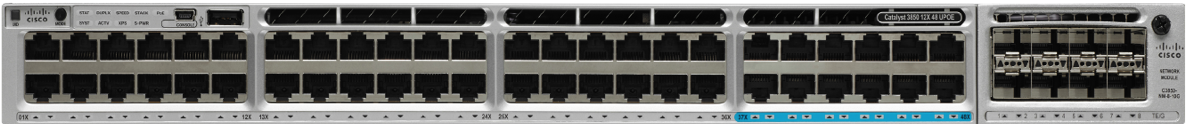 CISCO
MODE
STAT DUPLX SPEED STACK PoE
SYST ACTV XPS S-PWR
CONSOLE
Catalyst 3850 12X 48 UPOE
CISCO
NETWORK
MODULE
C3850-
NM-8-10G
01X 12X 13X 24X 25X 36X 37X 48X
1 2 3 4 5 6 7 8 TE/G